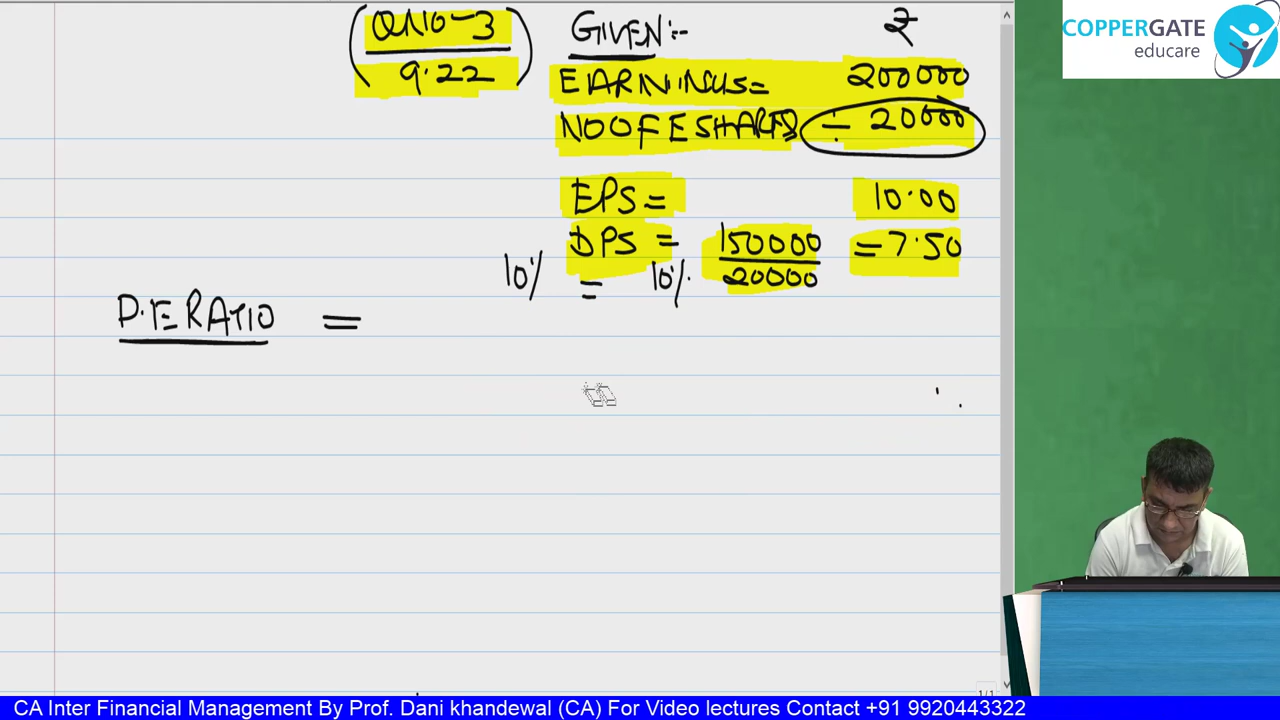 QNO-3
9.22
GIVEN:- ₹
EARNINGS= 200000
NO OF E SHARES ÷ 20000
EPS= 10.00
DPS = 150000 = 7.50
20000
10% = 10%
P.E RATIO =
COPPERGATE
educare
1/1
CA Inter Financial Management By Prof. Dani khandewal (CA) For Video lectures Contact +91 9920443322